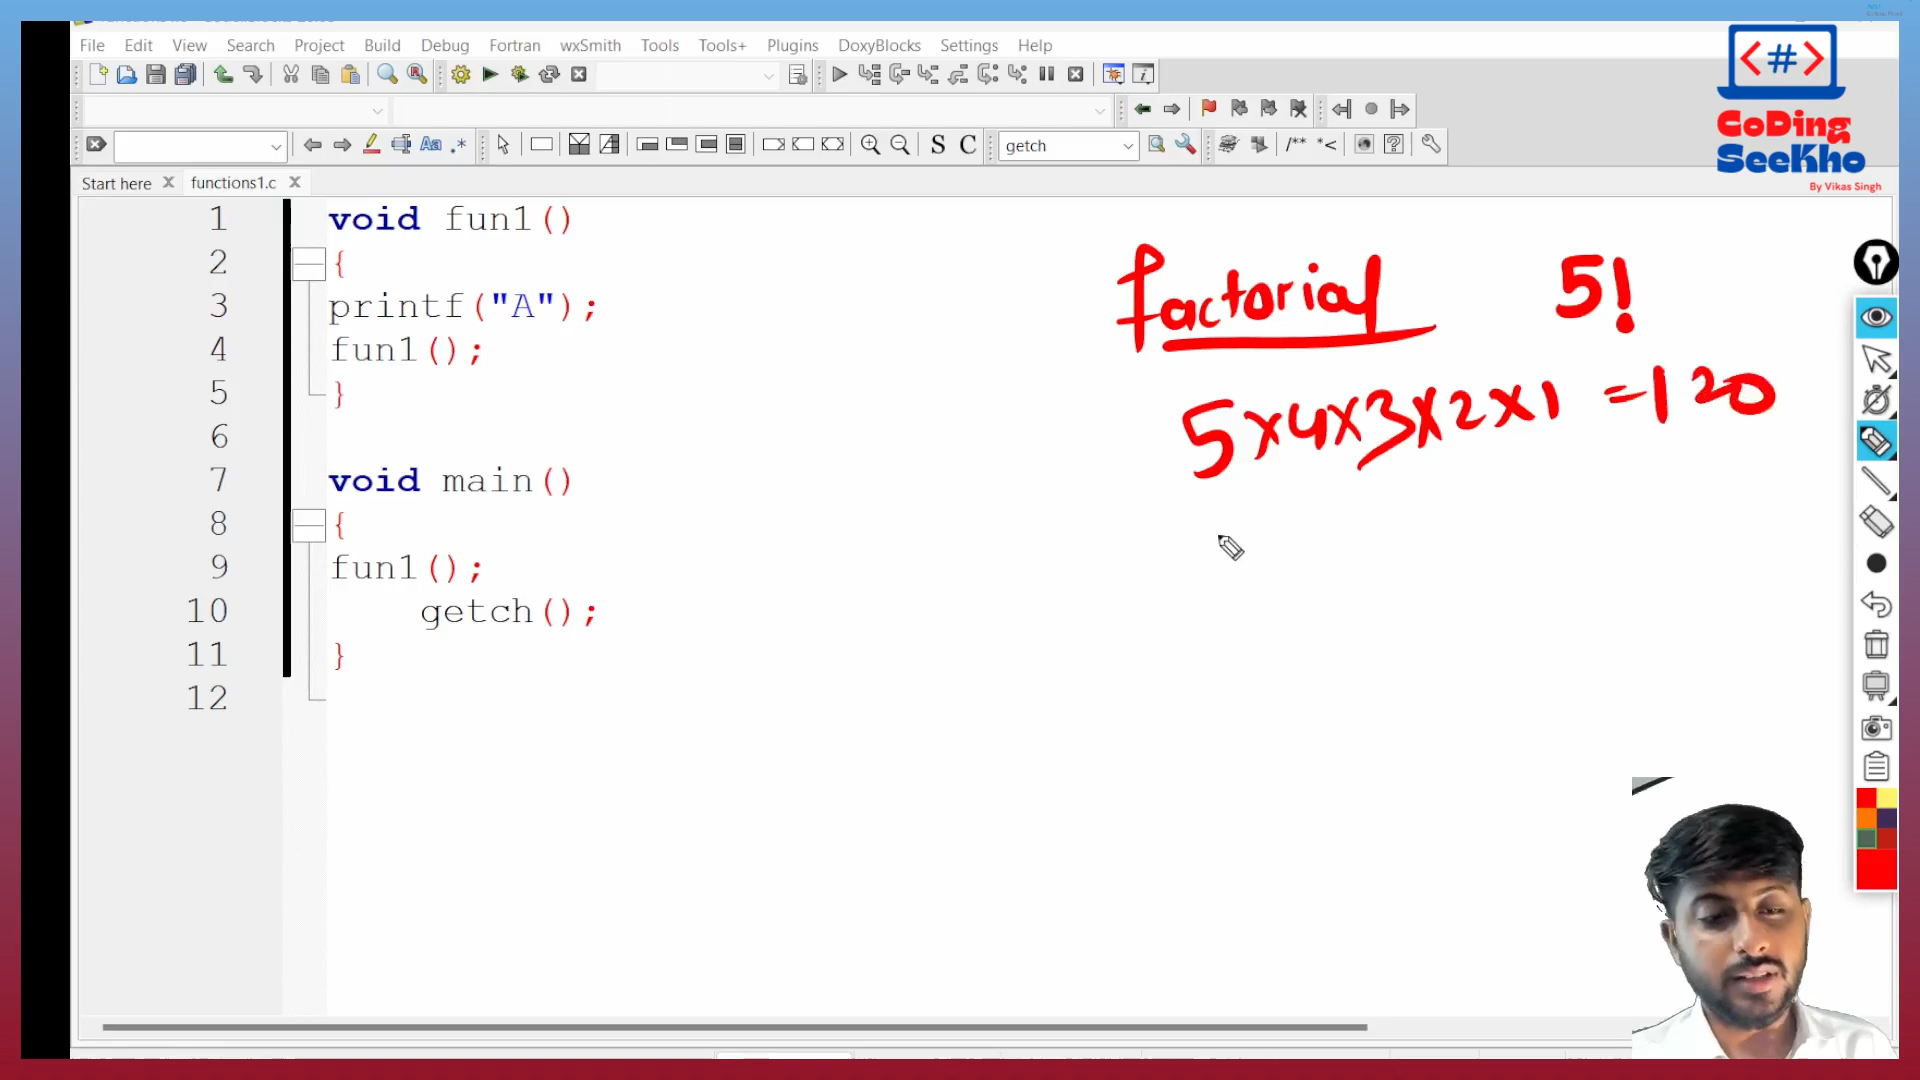 File Edit View Search Project Build Debug Fortran wxSmith Tools Tools+ Plugins DoxyBlocks Settings Help
<#>
CoDing
SeeKho
By Vikas Singh
getch
S C
Start here functions1.c
1 void fun1()
2 {
3 printf("A");
4 fun1();
5 }
6
7 void main()
8 {
9 fun1();
10 getch();
11 }
12
factorial 5!
5x4x3x2x1 =120